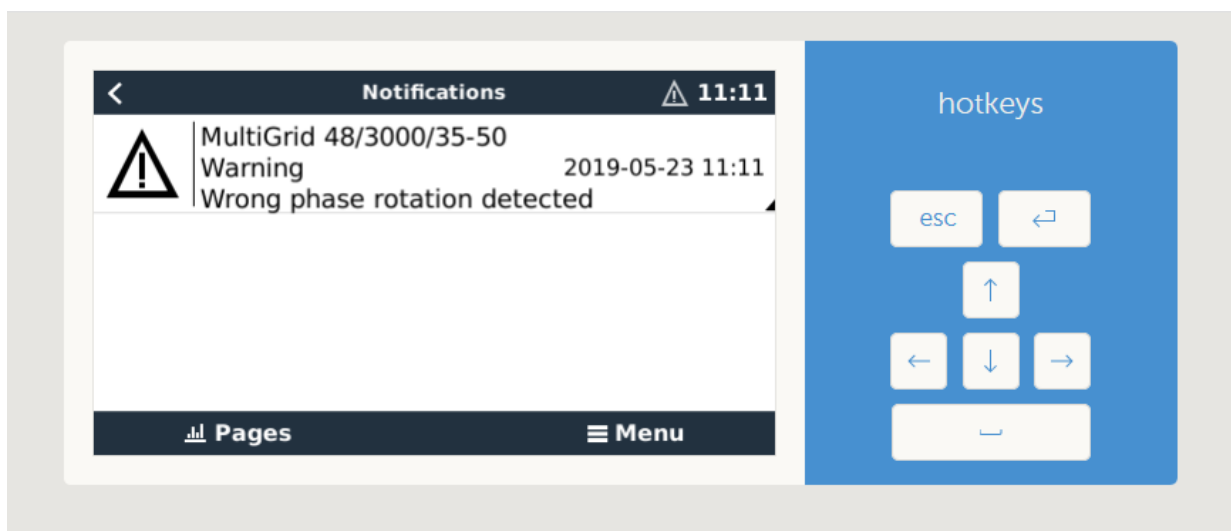 Notifications
11:11
MultiGrid 48/3000/35-50
Warning
2019-05-23 11:11
Wrong phase rotation detected
Pages
Menu
hotkeys
esc